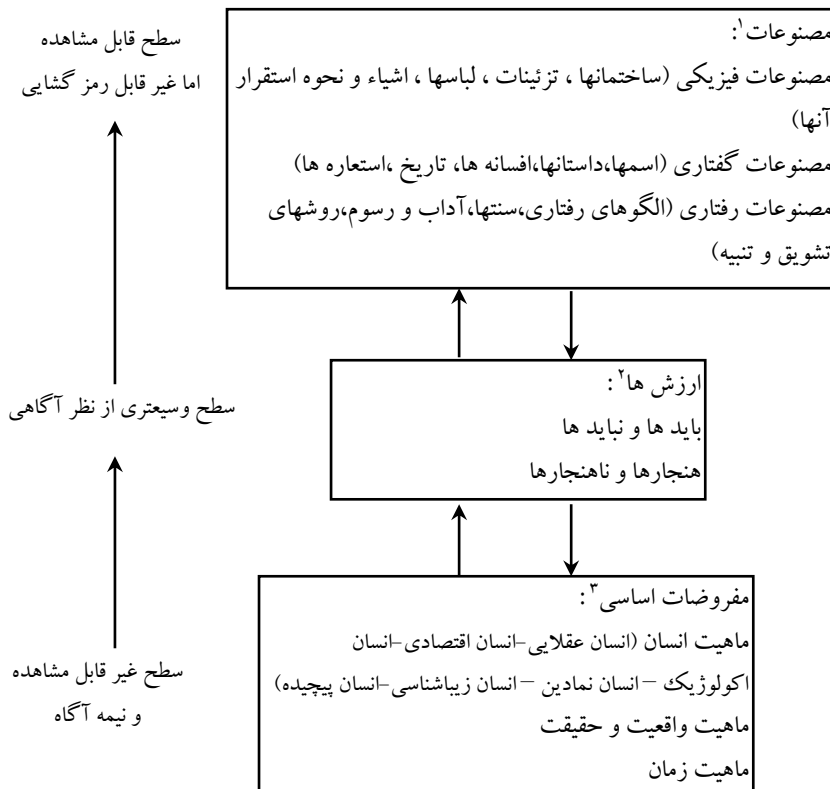 مصنوعات۱:
مصنوعات فیزیکی (ساختمانها ، تزئینات ، لباسها ، اشیاء و نحوه استقرار
آنها)
مصنوعات گفتاری (اسمها،داستانها،افسانه ها، تاریخ ،استعاره ها)
مصنوعات رفتاری (الگوهای رفتاری،سنتها،آداب و رسوم،روشهای
تشویق و تنبیه)
سطح قابل مشاهده
اما غیر قابل رمز گشایی
ارزش ها۲:
باید ها و نباید ها
هنجارها و ناهنجارها
سطح وسیعتری از نظر آگاهی
مفروضات اساسی۳:
ماهیت انسان (انسان عقلایی-انسان اقتصادی-انسان
اکولوژیک – انسان نمادین – انسان زیباشناسی-انسان پیچیده)
ماهیت واقعیت و حقیقت
ماهیت زمان
سطح غیر قابل مشاهده
و نیمه آگاه